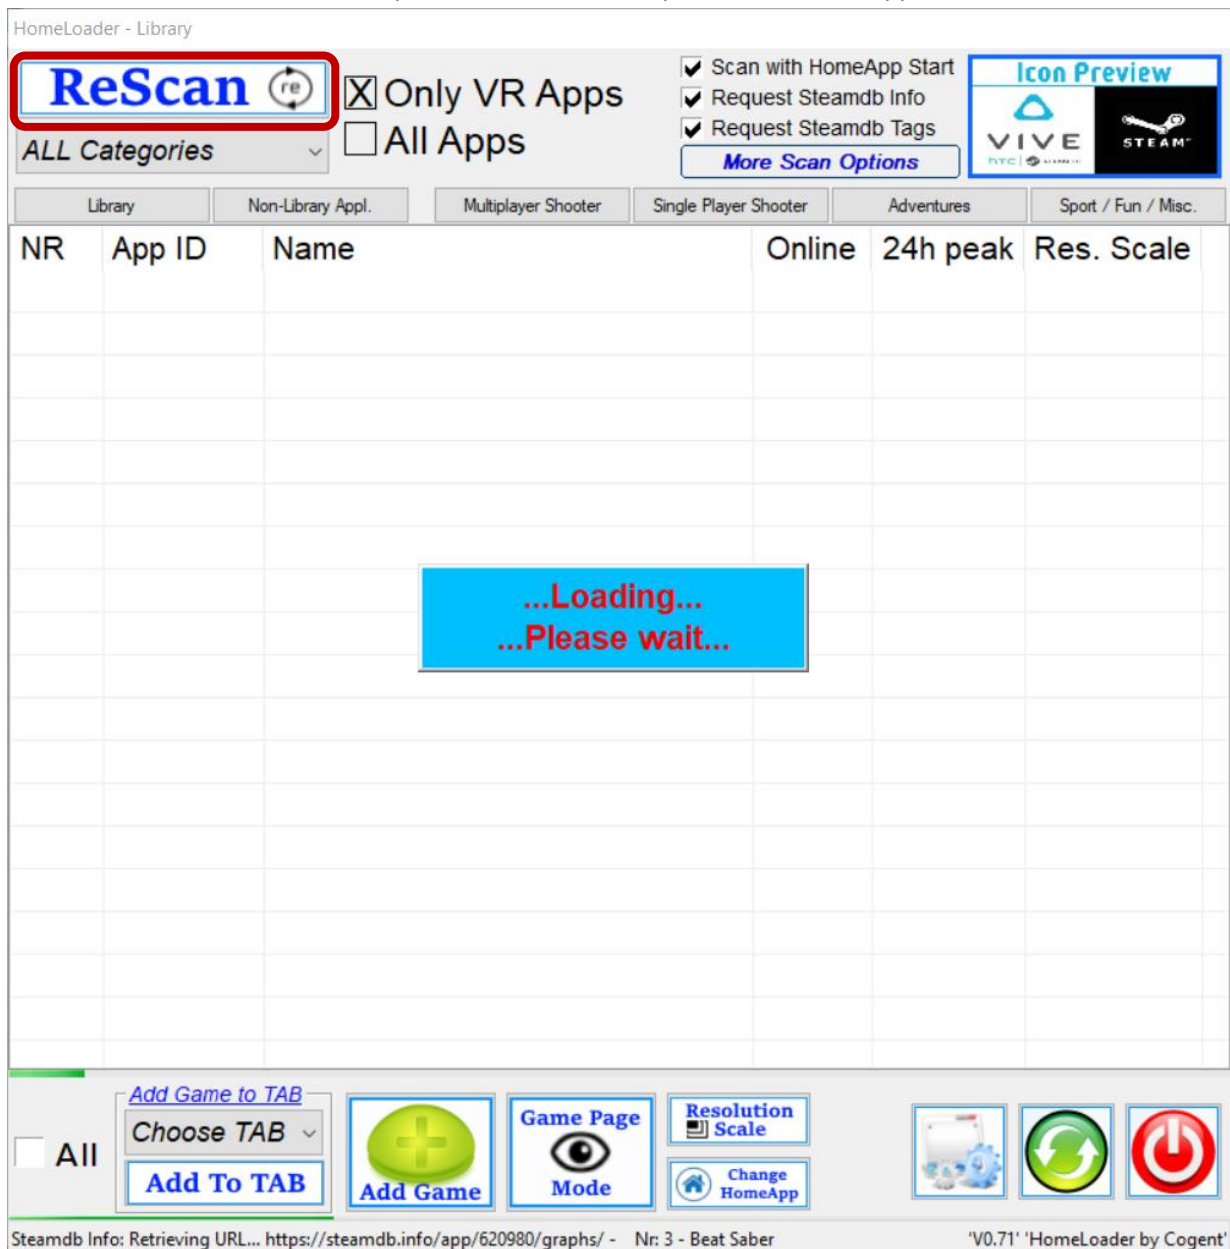 HomeLoader - Library
ReScan re
Only VR Apps
All Apps
ALL Categories
Scan with HomeApp Start
Request Steamdb Info
Request Steamdb Tags
More Scan Options
Icon Preview
VIVE
htc
STEAM
Library Non-Library Appl. Multiplayer Shooter Single Player Shooter Adventures Sport / Fun / Misc.
NR App ID Name Online 24h peak Res. Scale
...Loading...
...Please wait...
All
Add Game to TAB
Choose TAB
Add To TAB
Add Game
Game Page
Mode
Resolution
Scale
Change
HomeApp
Steamdb Info: Retrieving URL... https://steamdb.info/app/620980/graphs/ - Nr: 3 - Beat Saber 'V0.71' 'HomeLoader by Cogent'